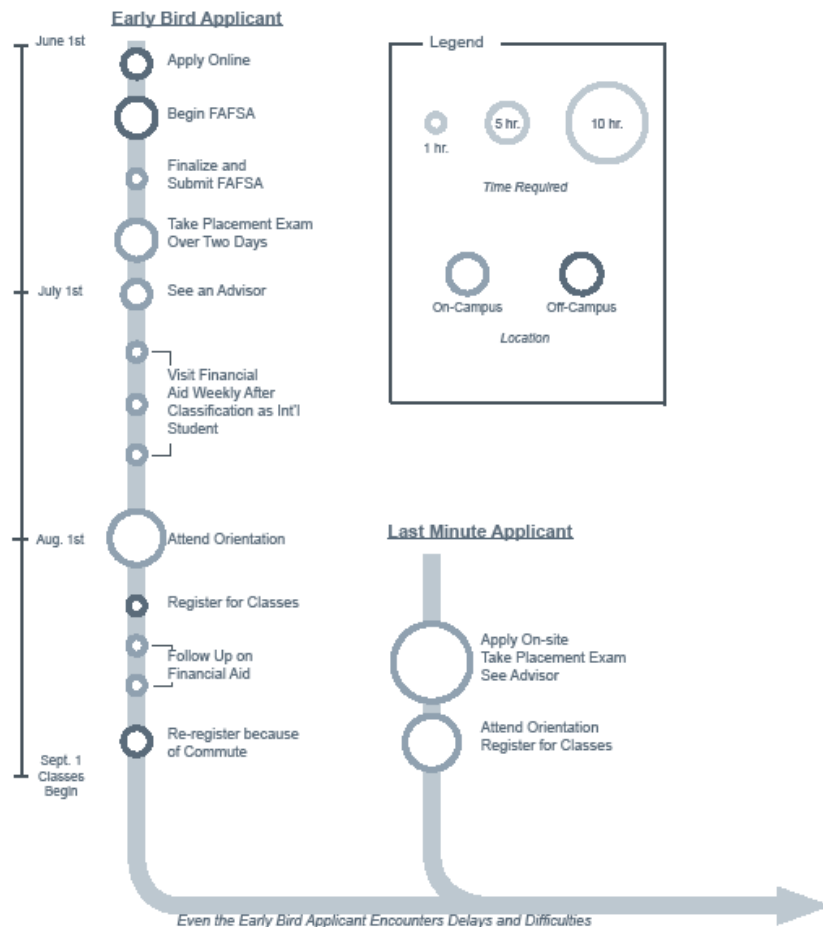 Early Bird Applicant
June 1st
Apply Online
Begin FAFSA
Finalize and
Submit FAFSA
Take Placement Exam
Over Two Days
July 1st
See an Advisor
Visit Financial
Aid Weekly After
Classification as Int'l
Student
Aug. 1st
Attend Orientation
Register for Classes
Follow Up on
Financial Aid
Re-register because
of Commute
Sept. 1
Classes
Begin
Legend
1 hr.
5 hr.
10 hr.
Time Required
On-Campus
Off-Campus
Location
Last Minute Applicant
Apply On-site
Take Placement Exam
See Advisor
Attend Orientation
Register for Classes
Even the Early Bird Applicant Encounters Delays and Difficulties